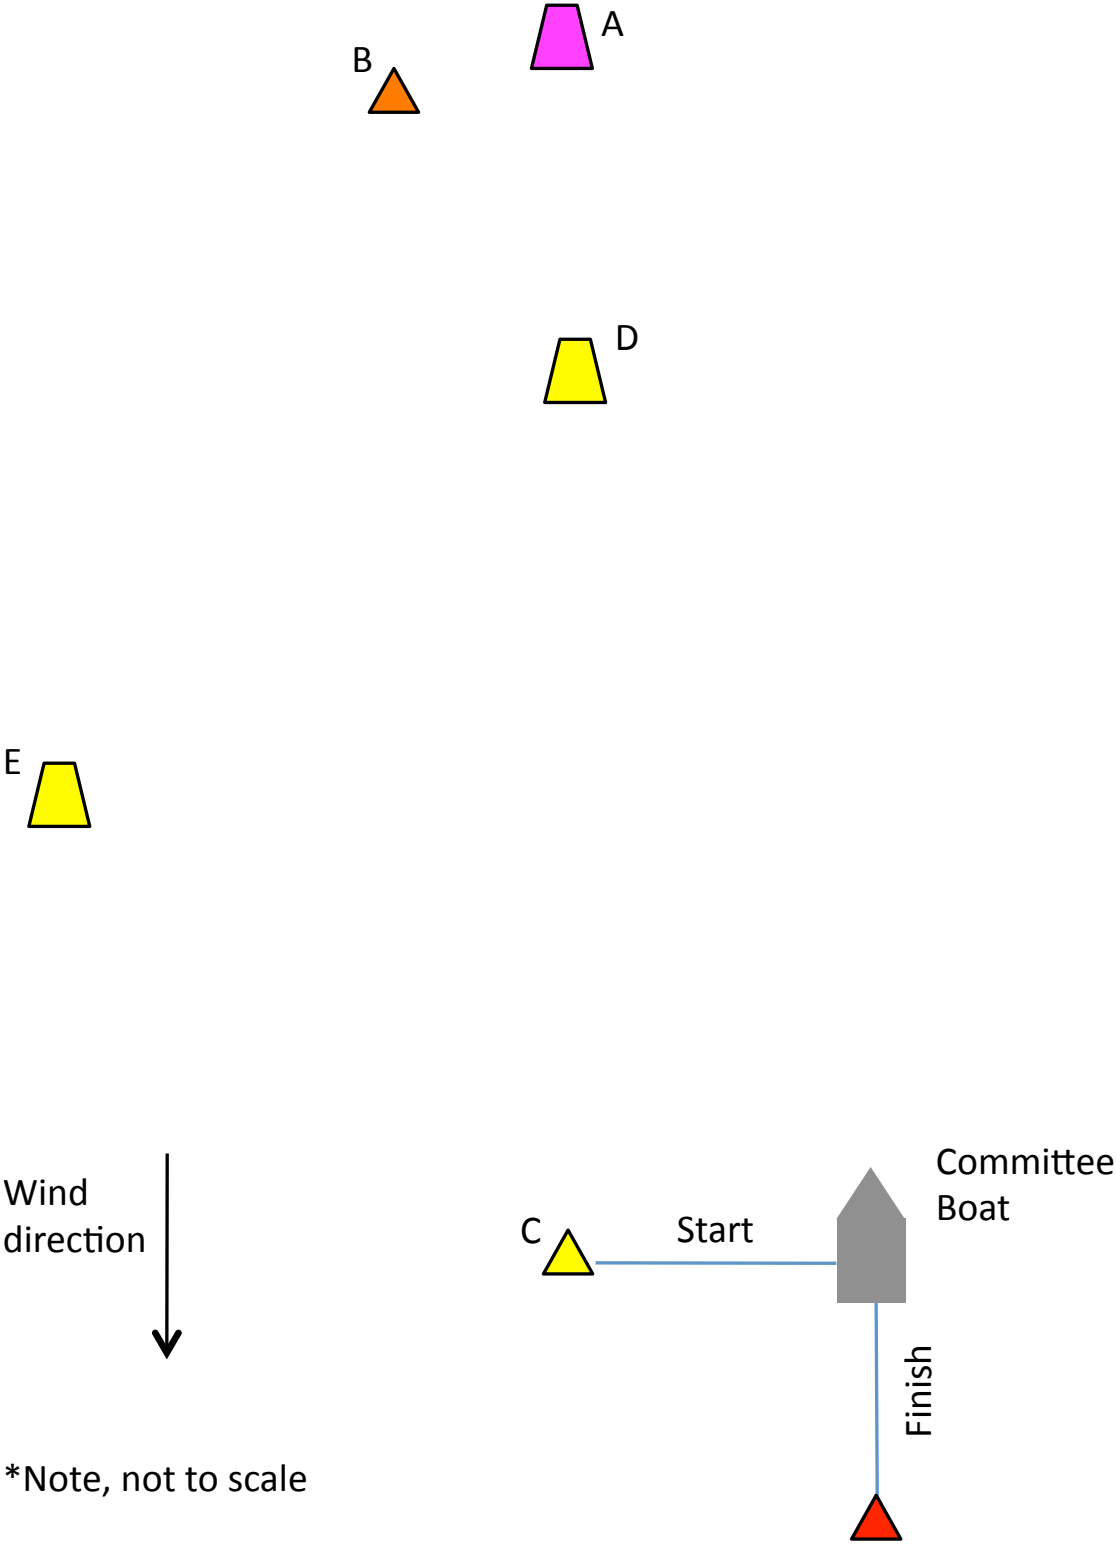 A
B
D
E
Committee
Boat
Wind
direction
C
Start
Finish
*Note, not to scale